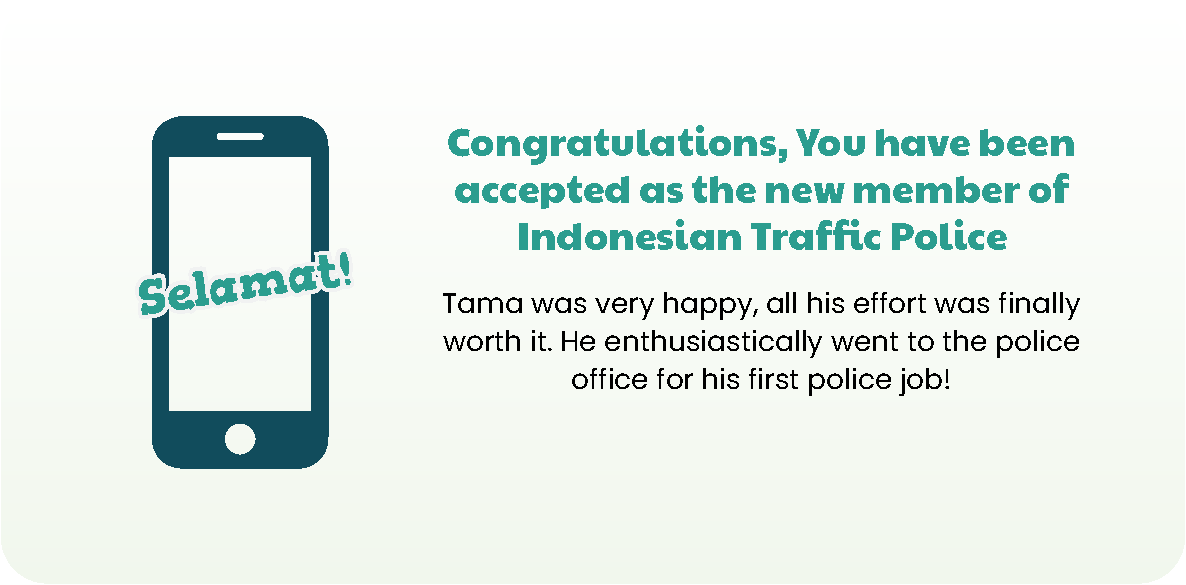 Selamat!
Congratulations, You have been
accepted as the new member of
Indonesian Traffic Police
Tama was very happy, all his effort was finally
worth it. He enthusiastically went to the police
office for his first police job!